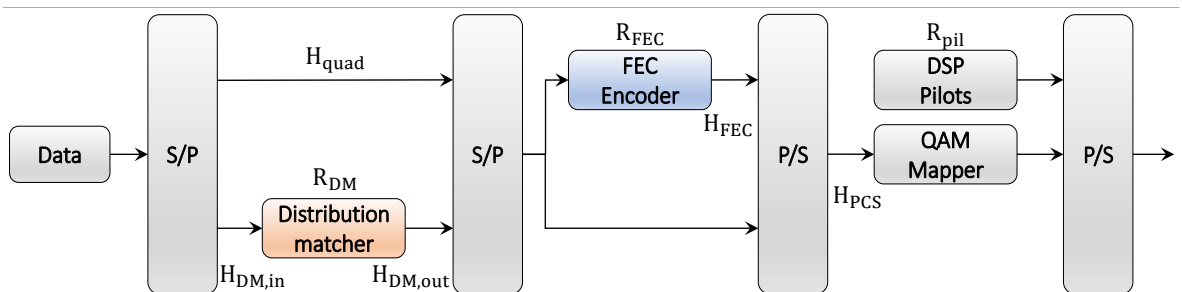 Data
S/P
H_quad
R_DM
Distribution
matcher
H_DM,in
H_DM,out
S/P
R_FEC
FEC
Encoder
H_FEC
P/S
H_PCS
R_pil
DSP
Pilots
QAM
Mapper
P/S